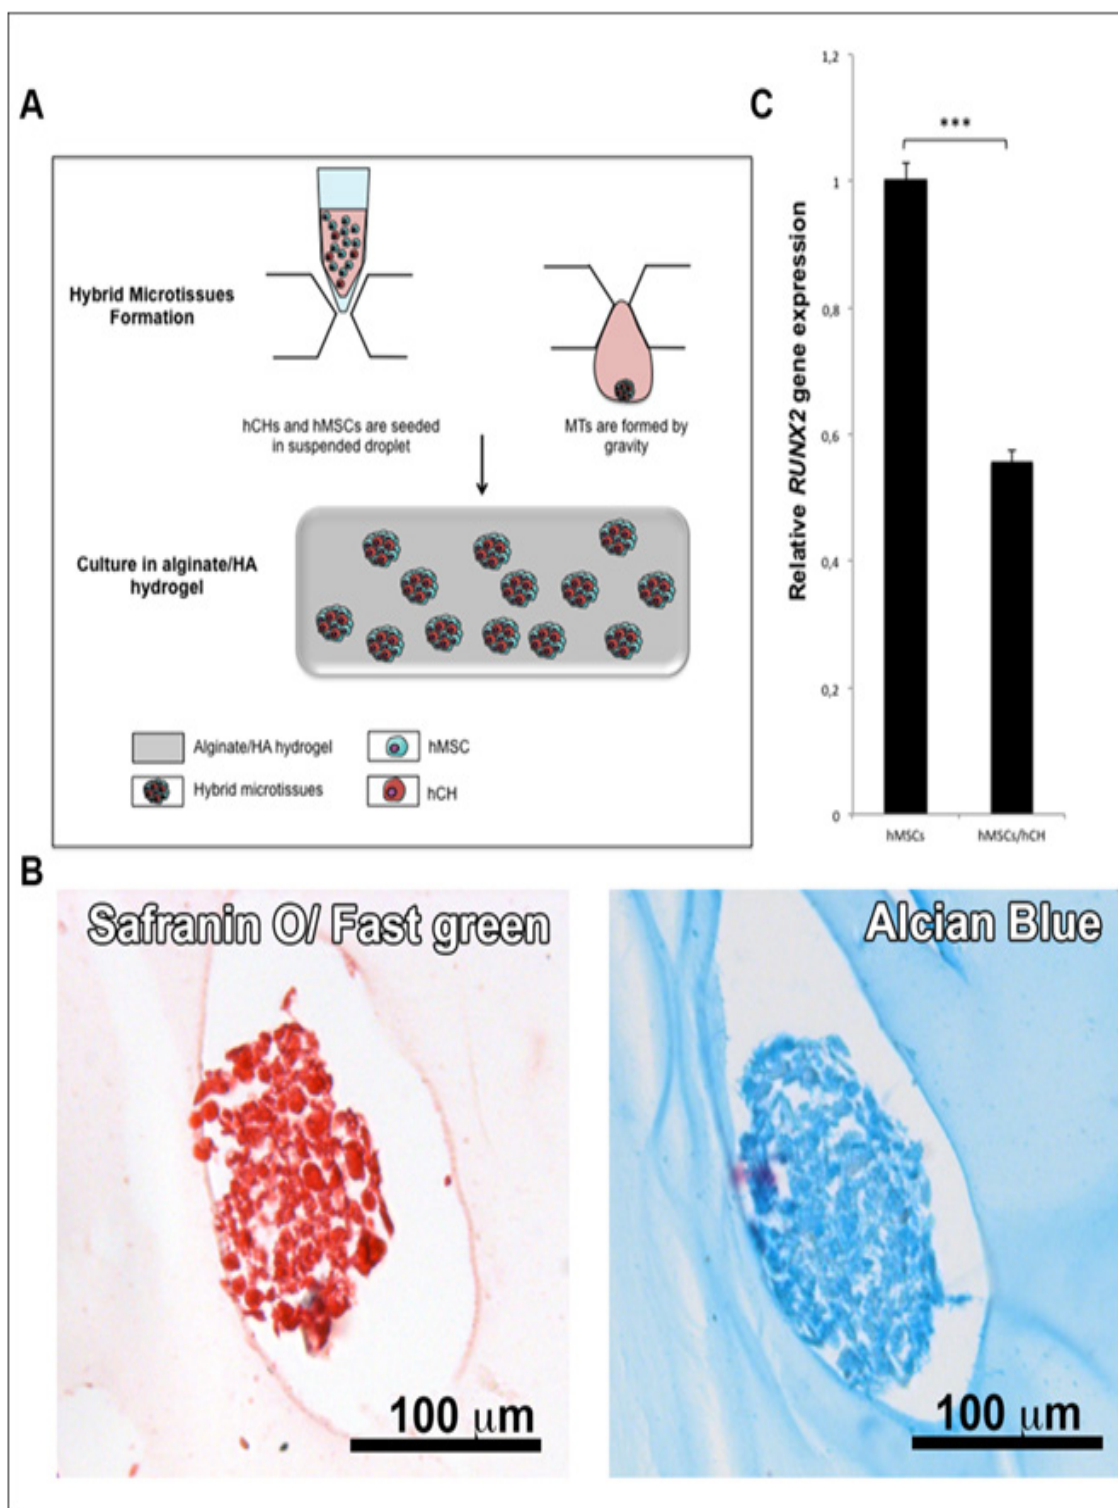 A
Hybrid Microtissues
Formation
hCHs and hMSCs are seeded
in suspended droplet
MTs are formed by
gravity
Culture in alginate/HA
hydrogel
Alginate/HA hydrogel
hMSC
Hybrid microtissues
hCH
C
Relative RUNX2 gene expression
1,2
1
0,8
0,6
0,4
0,2
0
***
hMSCs
hMSCs/hCH
B
Safranin O/ Fast green
100 μm
Alcian Blue
100 μm